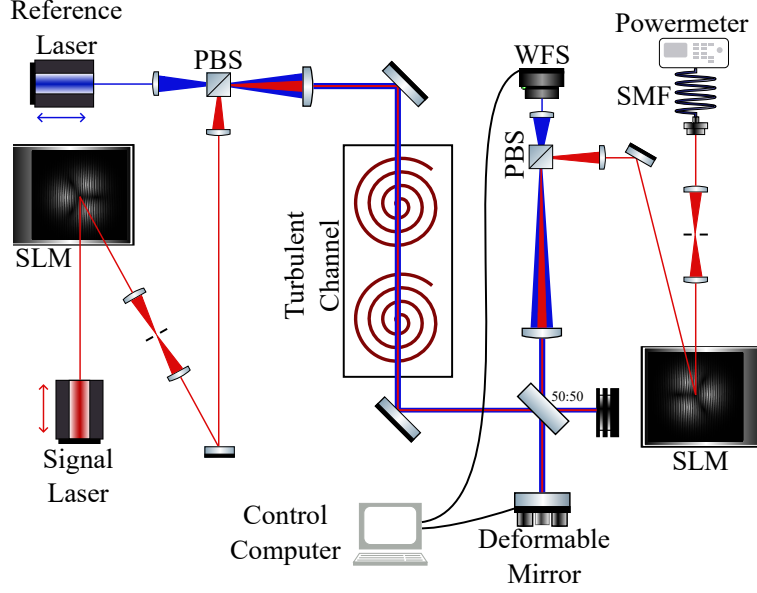 Reference
Laser
PBS
WFS
Powermeter
SMF
PBS
SLM
Turbulent
Channel
50:50
Signal
Laser
SLM
Control
Computer
Deformable
Mirror